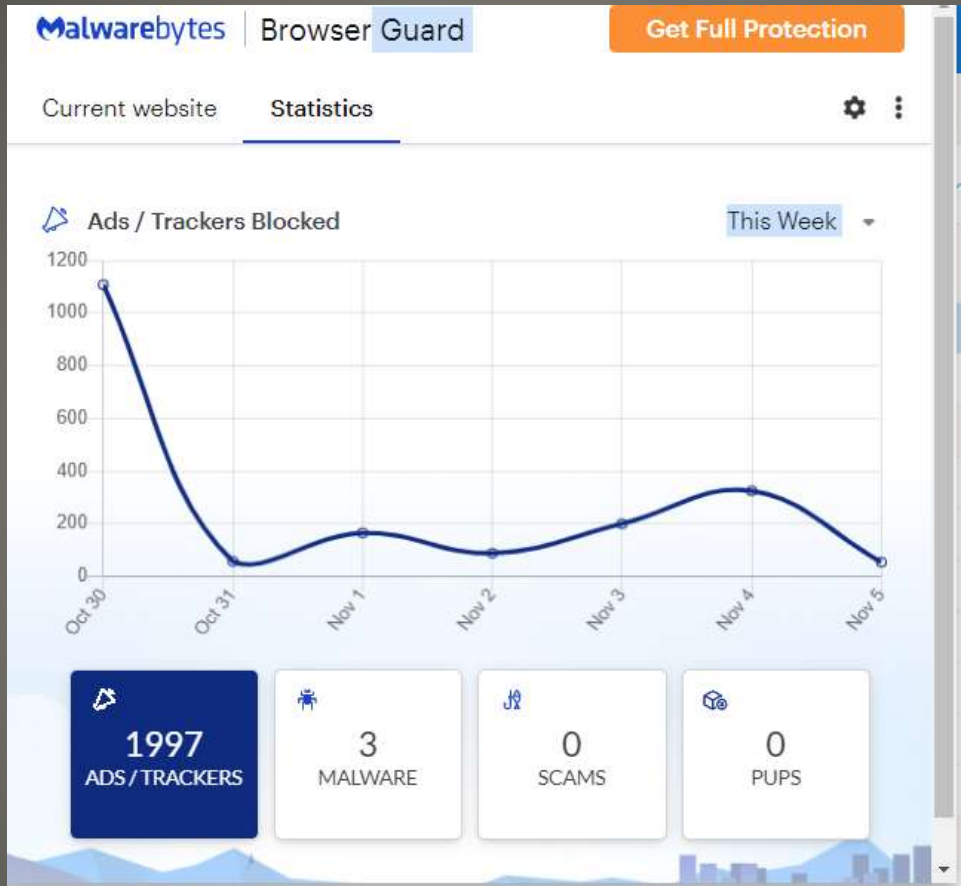 Malwarebytes Browser Guard Get Full Protection
Current website Statistics
Ads / Trackers Blocked This Week
1200
1000
800
600
400
200
0
Oct 30 Oct 31 Nov 1 Nov 2 Nov 3 Nov 4 Nov 5
1997 3 0 0
ADS / TRACKERS MALWARE SCAMS PUPS